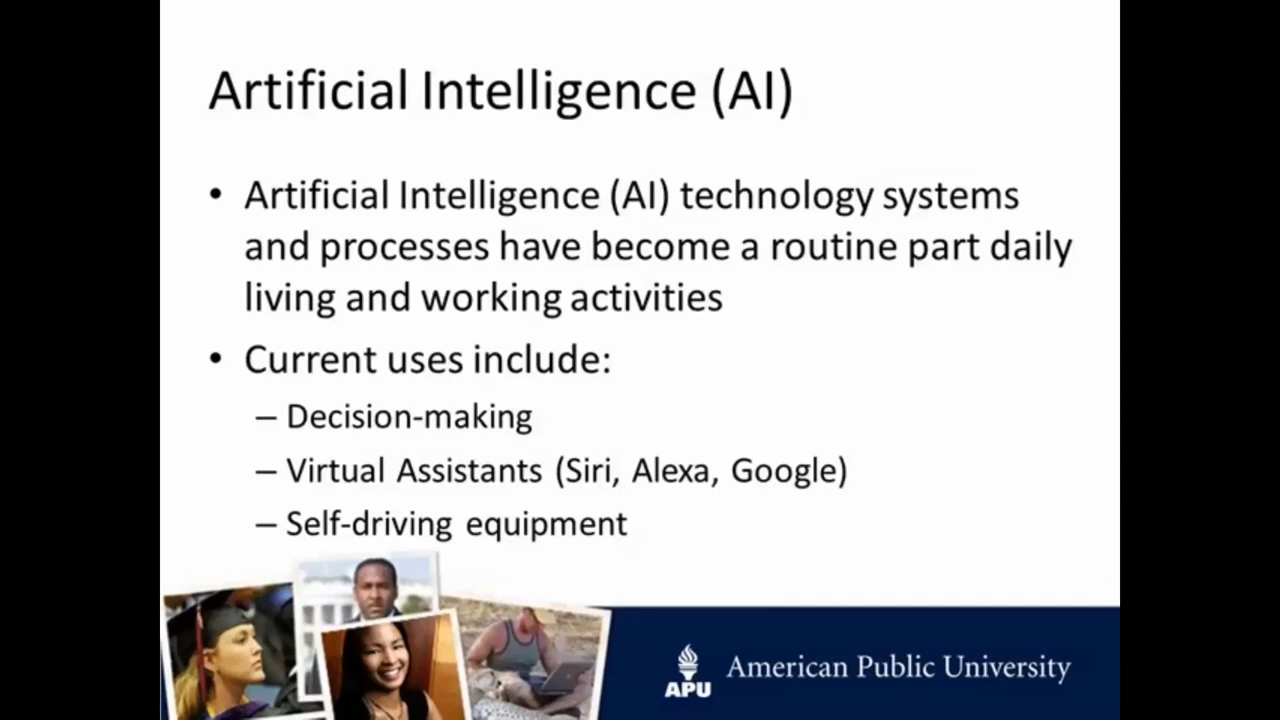 Artificial Intelligence (AI)
• Artificial Intelligence (AI) technology systems
and processes have become a routine part daily
living and working activities
• Current uses include:
– Decision-making
– Virtual Assistants (Siri, Alexa, Google)
– Self-driving equipment
APU
American Public University